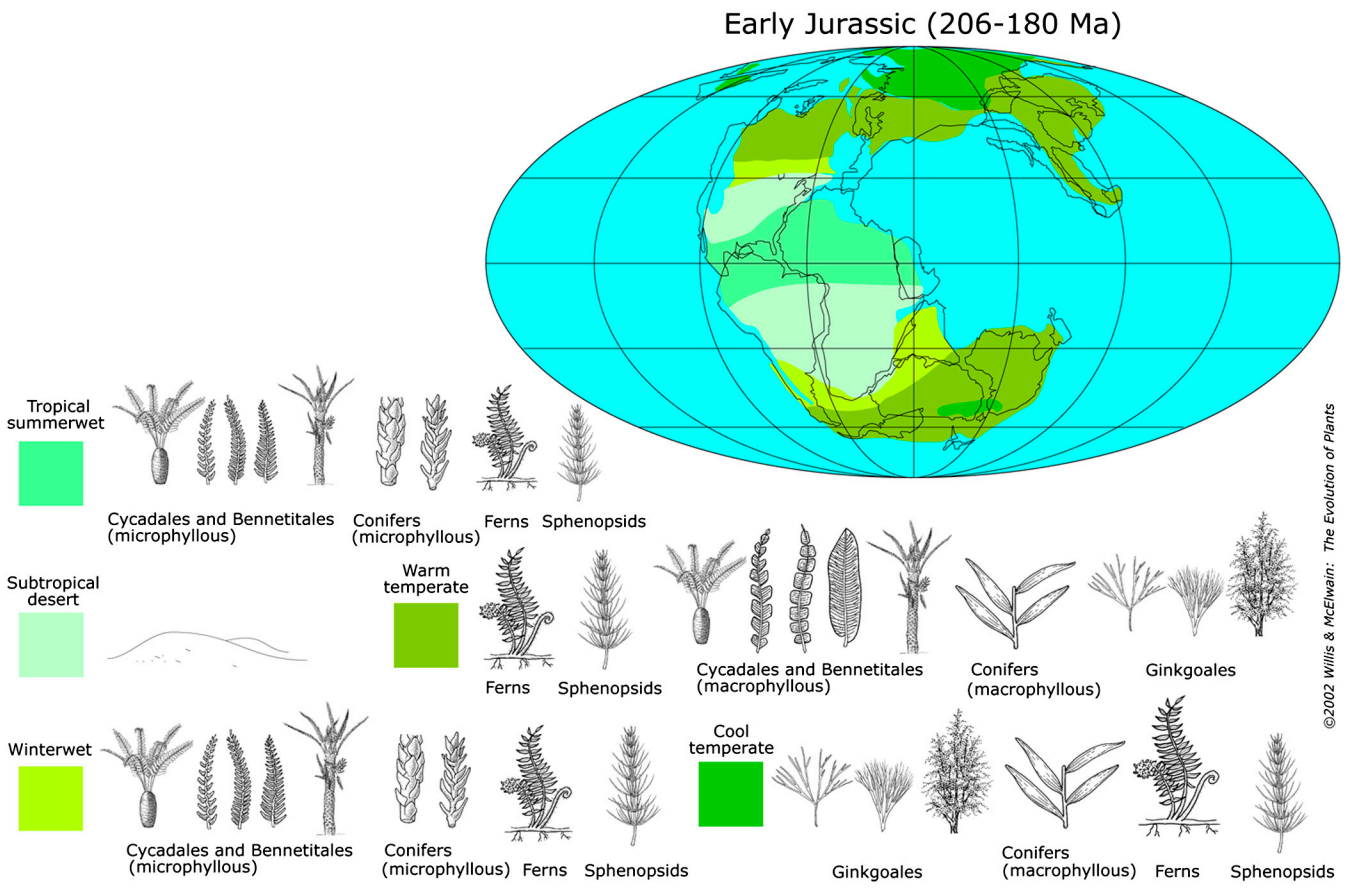 Early Jurassic (206-180 Ma)
Tropical
summerwet
Cycadales and Bennetitales
(microphyllous)
Conifers
(microphyllous)
Ferns
Sphenopsids
Subtropical
desert
Warm
temperate
Ferns
Sphenopsids
Cycadales and Bennetitales
(macrophyllous)
Conifers
(macrophyllous)
Ginkgoales
Winterwet
Cycadales and Bennetitales
(microphyllous)
Conifers
(microphyllous)
Ferns
Sphenopsids
Cool
temperate
Ginkgoales
Conifers
(macrophyllous)
Ferns
Sphenopsids
©2002 Willis & McElwain: The Evolution of Plants